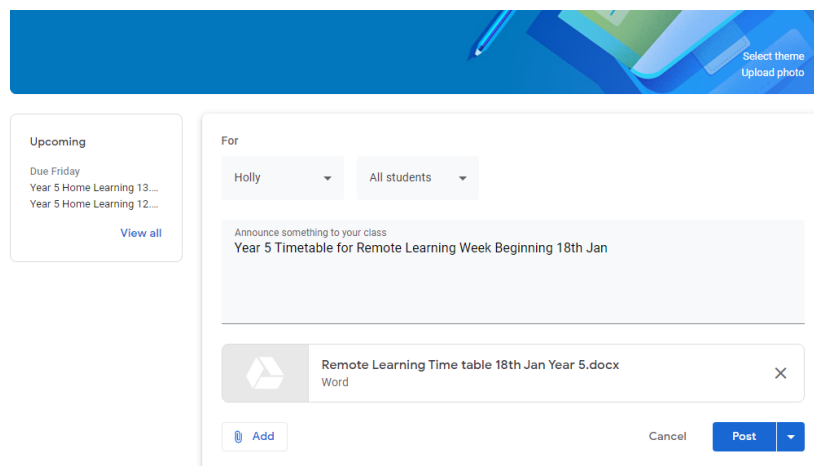 Select theme
Upload photo
Upcoming
Due Friday
Year 5 Home Learning 13....
Year 5 Home Learning 12....
View all
For
Holly
All students
Announce something to your class
Year 5 Timetable for Remote Learning Week Beginning 18th Jan
Remote Learning Time table 18th Jan Year 5.docx
Word
Add
Cancel
Post